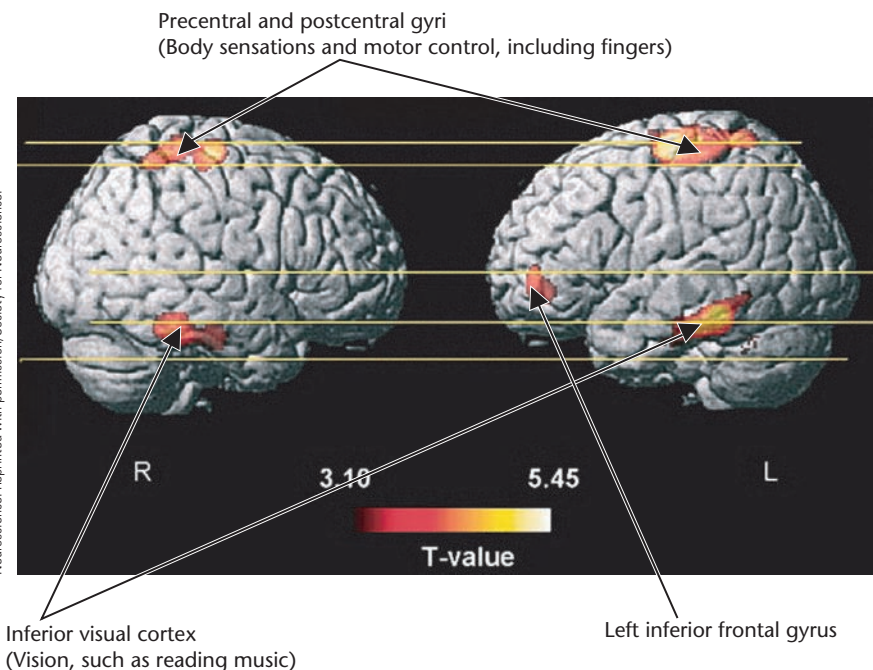 Precentral and postcentral gyri
(Body sensations and motor control, including fingers)
R
3.10
5.45
L
T-value
Inferior visual cortex
(Vision, such as reading music)
Left inferior frontal gyrus